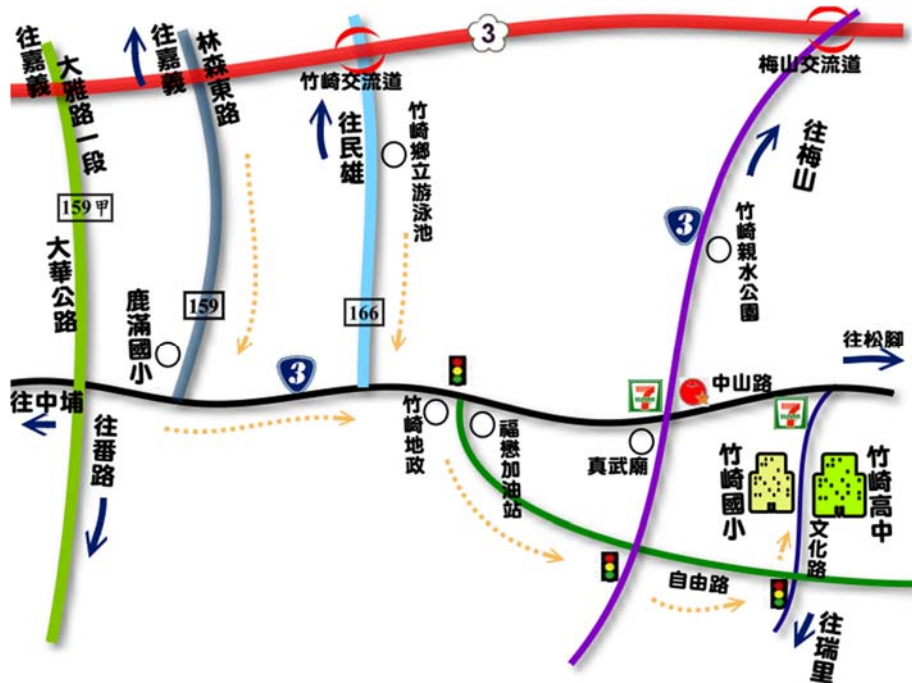 往嘉義
大雅路一段
往嘉義
林森東路
竹崎交流道
3
梅山交流道
往民雄
竹崎鄉立游泳池
往梅山
159甲
3
竹崎親水公園
大華公路
鹿滿國小
159
166
往松腳
3
中山路
7
ELEVEN
7
ELEVEN
往中埔
往番路
竹崎地政
福懋加油站
真武廟
竹崎國小
竹崎高中
文化路
自由路
往瑞里